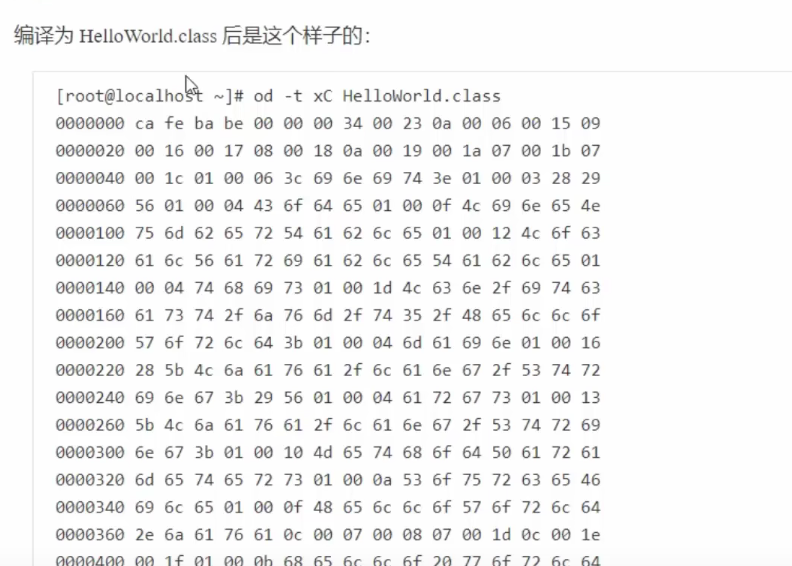 编译为 HelloWorld.class 后是这个样子的：
[root@localhost ~]# od -t xC HelloWorld.class
0000000 ca fe ba be 00 00 00 34 00 23 0a 00 06 00 15 09
0000020 00 16 00 17 08 00 18 0a 00 19 00 1a 07 00 1b 07
0000040 00 1c 01 00 06 3c 69 6e 69 74 3e 01 00 03 28 29
0000060 56 01 00 04 43 6f 64 65 01 00 0f 4c 69 6e 65 4e
0000100 75 6d 62 65 72 54 61 62 6c 65 01 00 12 4c 6f 63
0000120 61 6c 56 61 72 69 61 62 6c 65 54 61 62 6c 65 01
0000140 00 04 74 68 69 73 01 00 1d 4c 63 6e 2f 69 74 63
0000160 61 73 74 2f 6a 76 6d 2f 74 35 2f 48 65 6c 6c 6f
0000200 57 6f 72 6c 64 3b 01 00 04 6d 61 69 6e 01 00 16
0000220 28 5b 4c 6a 61 76 61 2f 6c 61 6e 67 2f 53 74 72
0000240 69 6e 67 3b 29 56 01 00 04 61 72 67 73 01 00 13
0000260 5b 4c 6a 61 76 61 2f 6c 61 6e 67 2f 53 74 72 69
0000300 6e 67 3b 01 00 10 4d 65 74 68 6f 64 50 61 72 61
0000320 6d 65 74 65 72 73 01 00 0a 53 6f 75 72 63 65 46
0000340 69 6c 65 01 00 0f 48 65 6c 6c 6f 57 6f 72 6c 64
0000360 2e 6a 61 76 61 0c 00 07 00 08 07 00 1d 0c 00 1e
0000400 00 1f 01 00 0b 68 65 6c 6c 6f 20 77 6f 72 6c 64